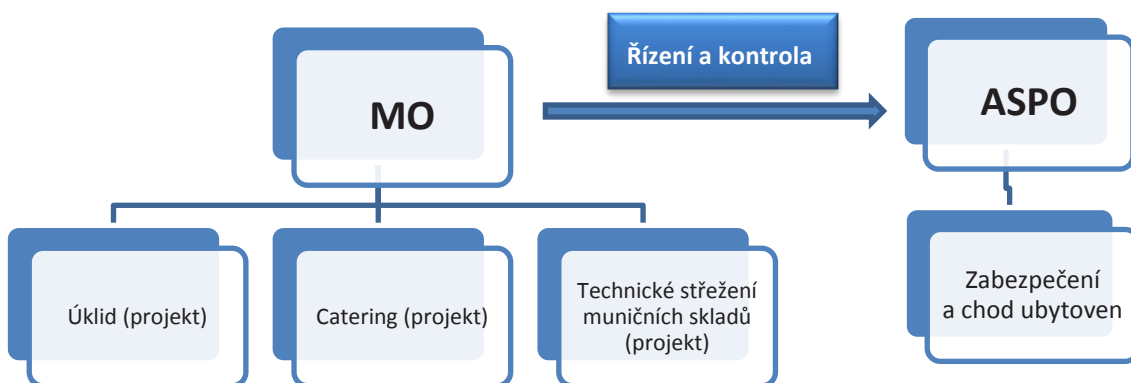 Řízení a kontrola
MO
ASPO
Úklid (projekt)
Catering (projekt)
Technické střežení
muničních skladů
(projekt)
Zabezpečení
a chod ubytoven